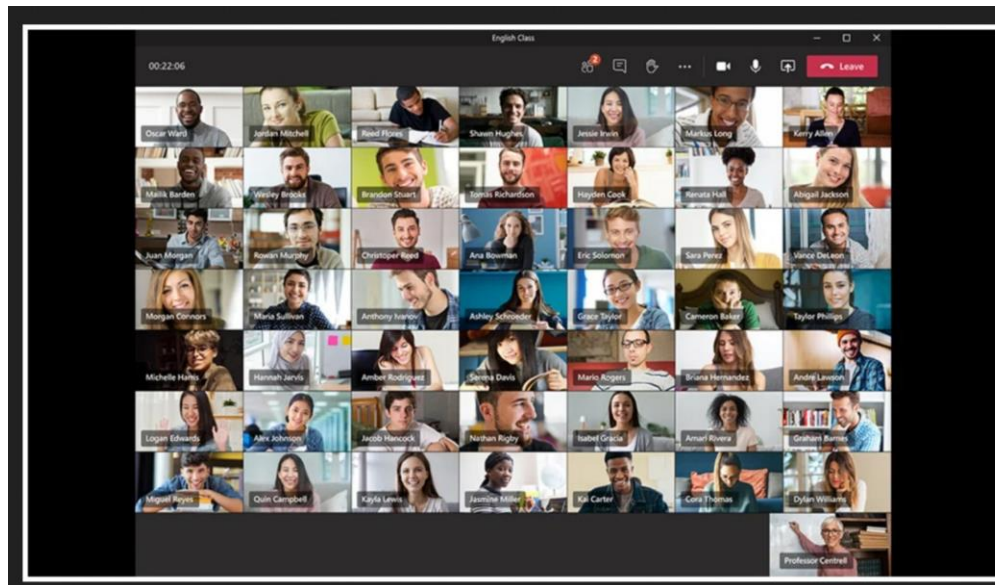 English Class
00:22:06
2
Leave
Oscar Ward
Jordan Mitchell
Reed Flores
Shawn Hughes
Jessie Irwin
Markus Long
Kerry Allen
Malik Barden
Wesley Brooks
Brandon Stuart
Tomas Richardson
Hayden Cook
Renata Hall
Abigail Jackson
Juan Morgan
Rowan Murphy
Christoper Reed
Ana Bowman
Eric Solomon
Sara Perez
Vance DeLeon
Morgan Connors
Maria Sullivan
Anthony Ivanov
Ashley Schroeder
Grace Taylor
Cameron Baker
Taylor Phillips
Michelle Harris
Hannah Jarvis
Amber Rodriguez
Serena Davis
Mario Rogers
Briana Hernandez
Andre Lawson
Logan Edwards
Alex Johnson
Jacob Hancock
Nathan Rigby
Isabel Gracia
Amari Rivera
Graham Barnes
Miguel Reyes
Quin Campbell
Kayla Lewis
Jasmine Miller
Kai Carter
Cora Thomas
Dylan Williams
Professor Centrell